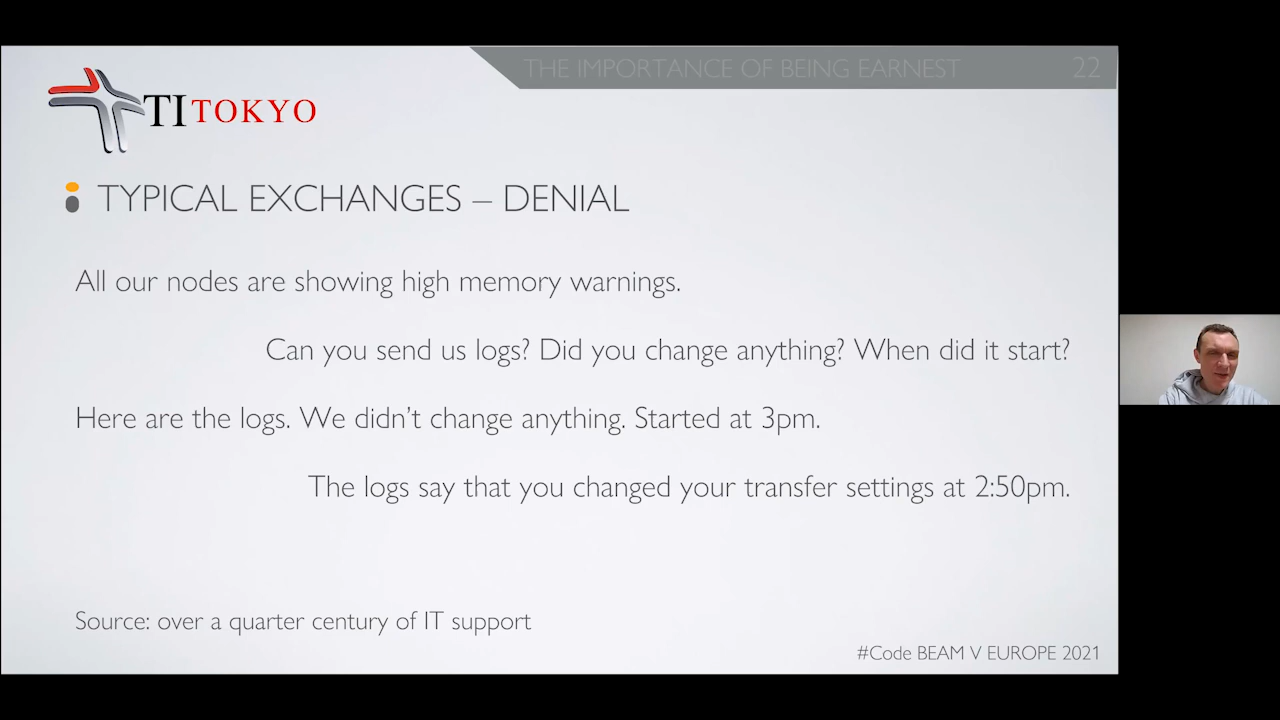 THE IMPORTANCE OF BEING EARNEST 22
TI TOKYO
TYPICAL EXCHANGES – DENIAL
All our nodes are showing high memory warnings.
Can you send us logs? Did you change anything? When did it start?
Here are the logs. We didn’t change anything. Started at 3pm.
The logs say that you changed your transfer settings at 2:50pm.
Source: over a quarter century of IT support
#Code BEAM V EUROPE 2021